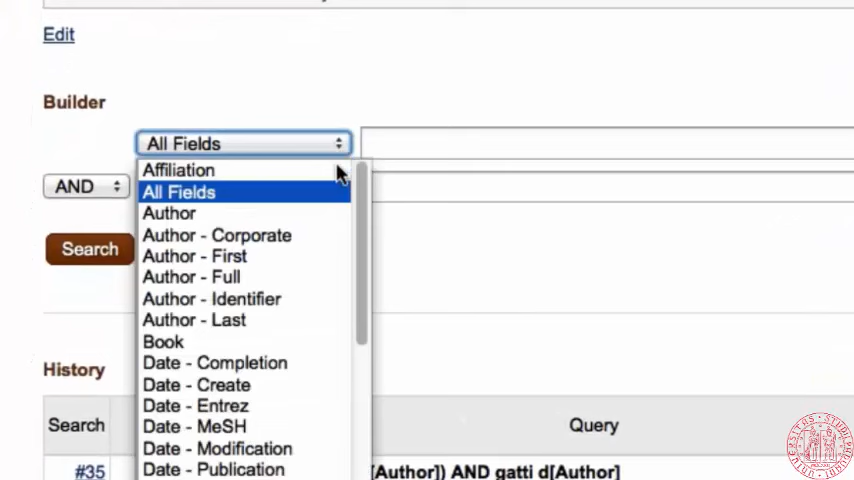 Edit
Builder
All Fields
Affiliation
AND
All Fields
Author
Author - Corporate
Search
Author - First
Author - Full
Author - Identifier
Author - Last
Book
Date - Completion
History
Date - Create
Date - Entrez
Search
Date - MeSH
Query
Date - Modification
Date - Publication
#35
[Author]) AND gatti d[Author]